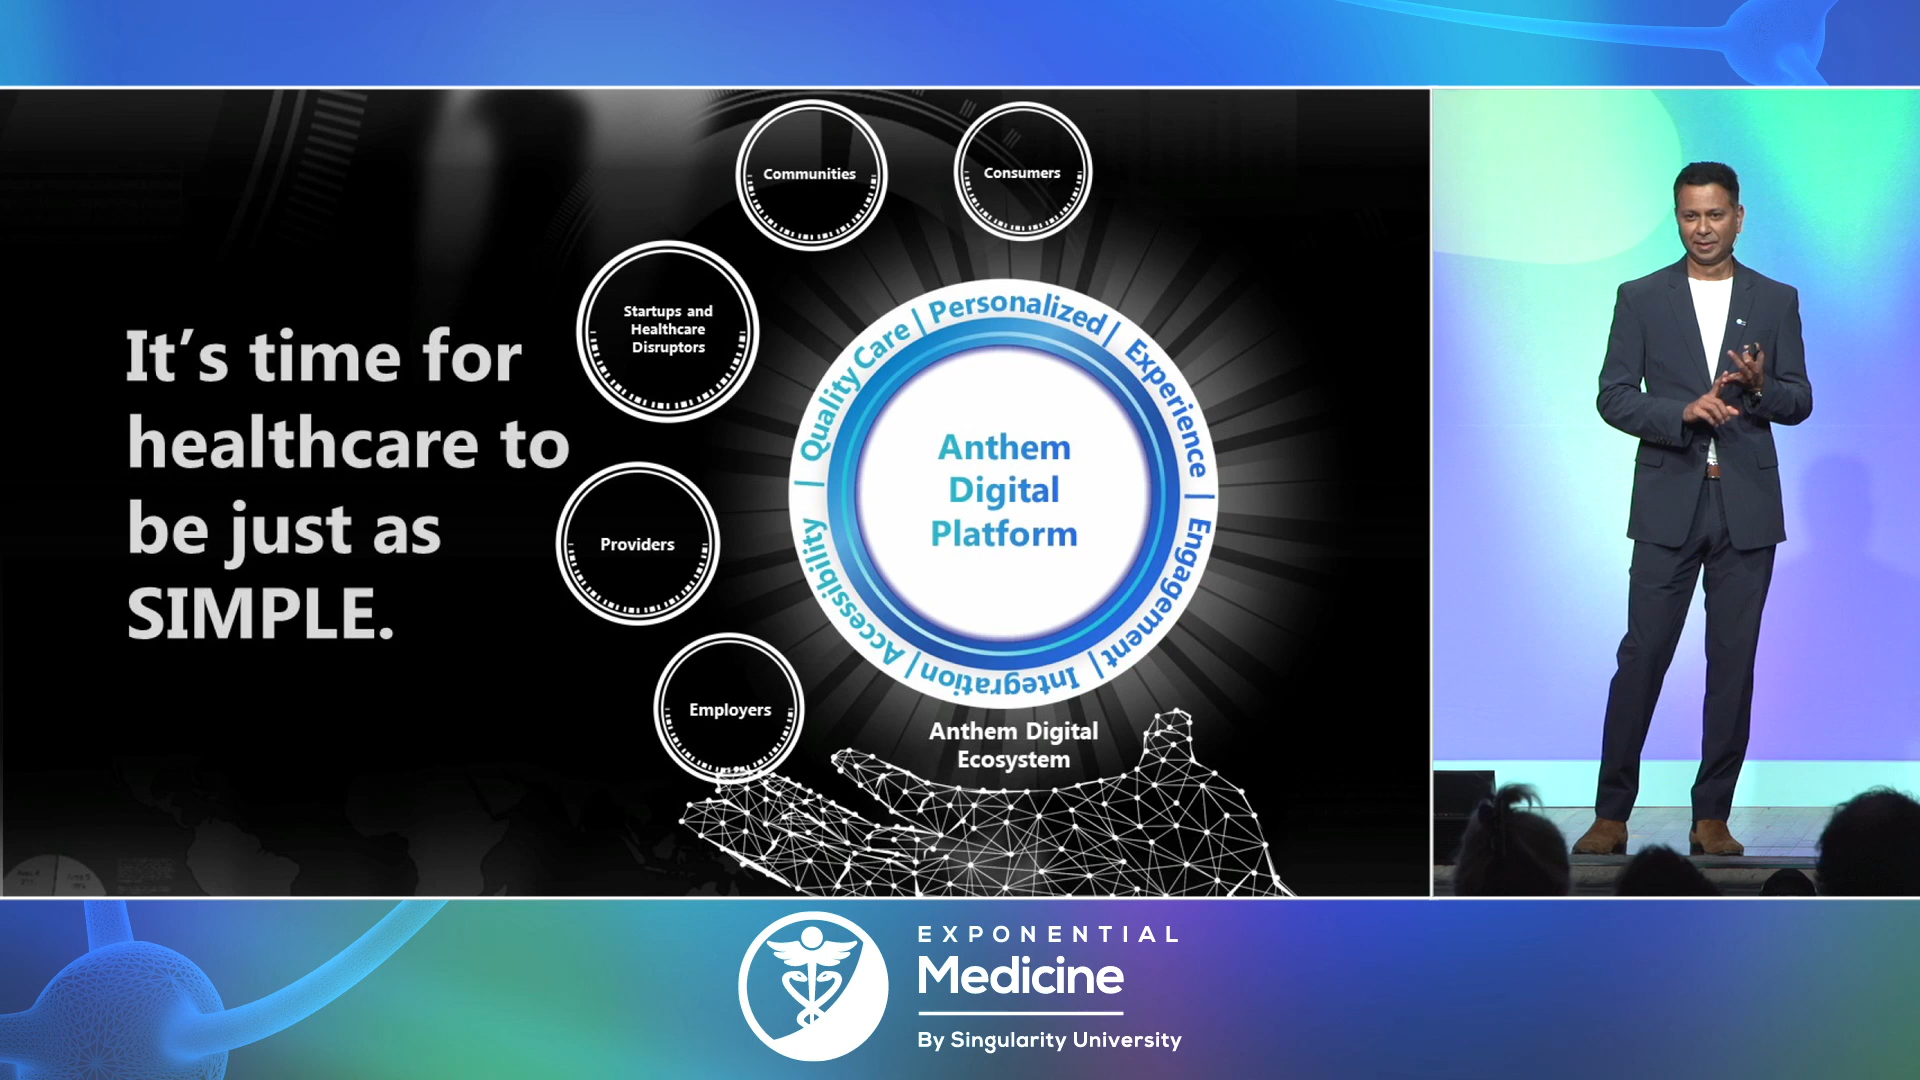 It's time for
healthcare to
be just as
SIMPLE.
Communities
Consumers
Startups and
Healthcare
Disruptors
Providers
Employers
| Quality Care | Personalized | Experience | Engagement | Integration | Accessibility
Anthem
Digital
Platform
Anthem Digital
Ecosystem
EXPONENTIAL
Medicine
By Singularity University